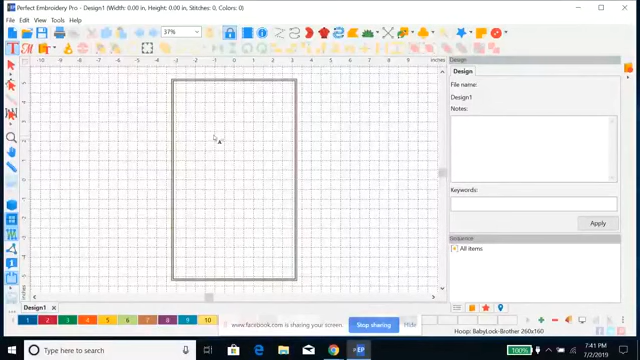 Perfect Embroidery Pro - Design1 (Width: 0.00 in, Height: 0.00 in, Stitches: 0, Colors: 0)
File Edit View Tools Help
37%
inches
Design
Design
File name:
Design1
Notes:
Keywords:
Apply
Sequence
All items
inches
Design1
1 2 3 4 5 6 7 8 9 10
www.facebook.com is sharing your screen. Stop sharing Hide
Hoop: BabyLock-Brother 260x160
Type here to search
100%
7:41 PM
7/2/2019